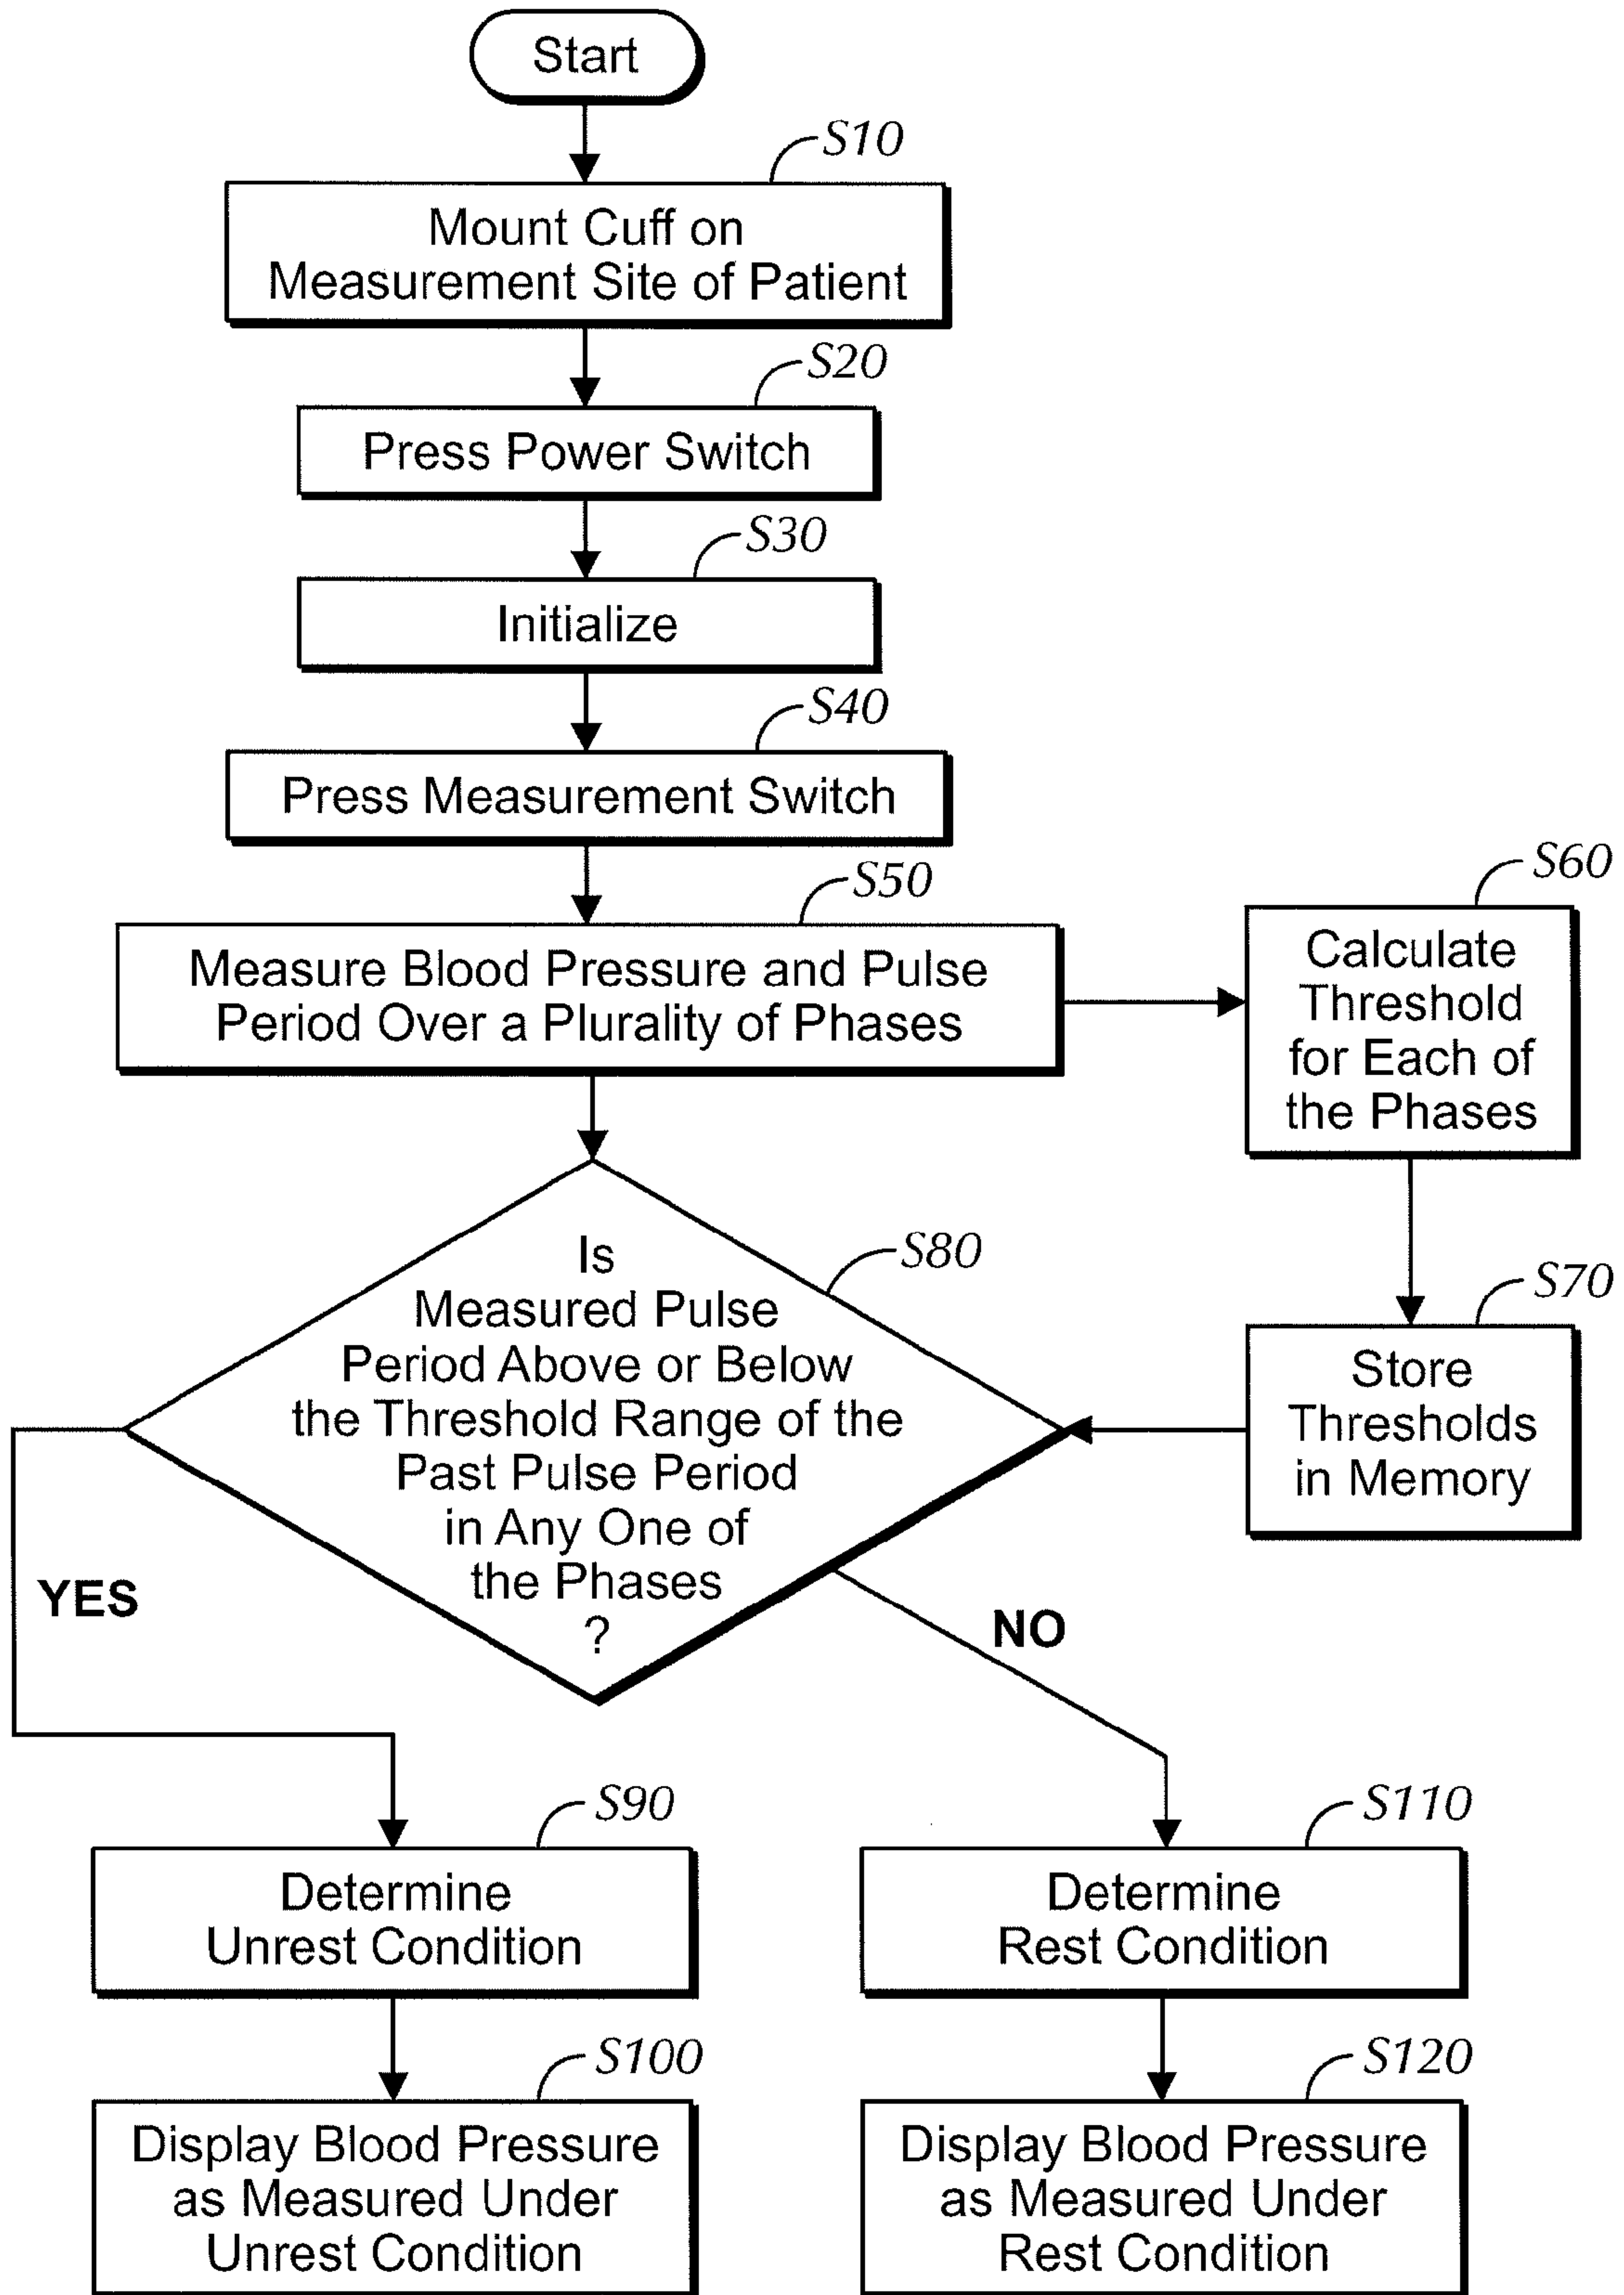 Start
S10
Mount Cuff on
Measurement Site of Patient
S20
Press Power Switch
S30
Initialize
S40
Press Measurement Switch
S50
Measure Blood Pressure and Pulse
Period Over a Plurality of Phases
S60
Calculate
Threshold
for Each of
the Phases
S70
Store
Thresholds
in Memory
S80
Is
Measured Pulse
Period Above or Below
the Threshold Range of the
Past Pulse Period
in Any One of
the Phases
?
YES
NO
S90
Determine
Unrest Condition
S100
Display Blood Pressure
as Measured Under
Unrest Condition
S110
Determine
Rest Condition
S120
Display Blood Pressure
as Measured Under
Rest Condition